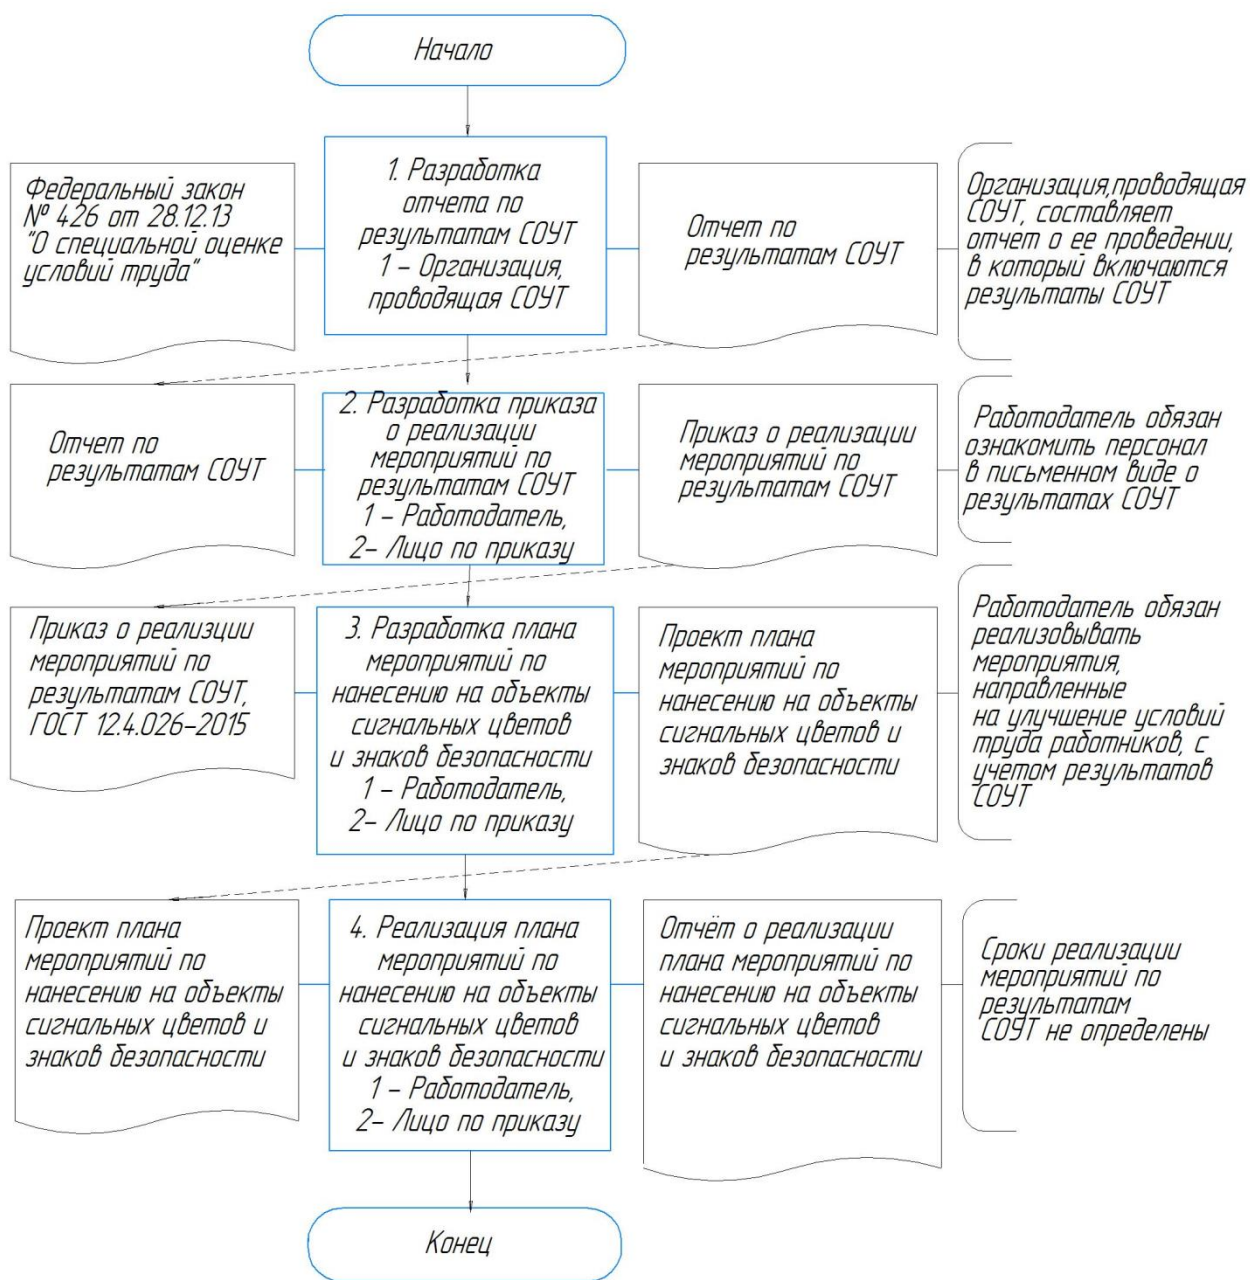 Начало
Федеральный закон
№ 426 от 28.12.13
"О специальной оценке
условий труда"
1. Разработка
отчета по
результатам СОУТ
1 – Организация,
проводящая СОУТ
Отчет по
результатам СОУТ
Организация,проводящая
СОУТ, составляет
отчет о ее проведении,
в который включаются
результаты СОУТ
Отчет по
результатам СОУТ
2. Разработка приказа
о реализации
мероприятий по
результатам СОУТ
1 – Работодатель,
2– Лицо по приказу
Приказ о реализации
мероприятий по
результатам СОУТ
Работодатель обязан
ознакомить персонал
в письменном виде о
результатах СОУТ
Приказ о реализции
мероприятий по
результатам СОУТ,
ГОСТ 12.4.026–2015
3. Разработка плана
мероприятий по
нанесению на объекты
сигнальных цветов
и знаков безопасности
1 – Работодатель,
2– Лицо по приказу
Проект плана
мероприятий по
нанесению на объекты
сигнальных цветов и
знаков безопасности
Работодатель обязан
реализовывать
мероприятия,
направленные
на улучшение условий
труда работников, с
учетом результатов
СОУТ
Проект плана
мероприятий по
нанесению на объекты
сигнальных цветов и
знаков безопасности
4. Реализация плана
мероприятий по
нанесению на объекты
сигнальных цветов
и знаков безопасности
1 – Работодатель,
2– Лицо по приказу
Отчёт о реализации
плана мероприятий по
нанесению на объекты
сигнальных цветов
и знаков безопасности
Сроки реализации
мероприятий по
результатам
СОУТ не определены
Конец